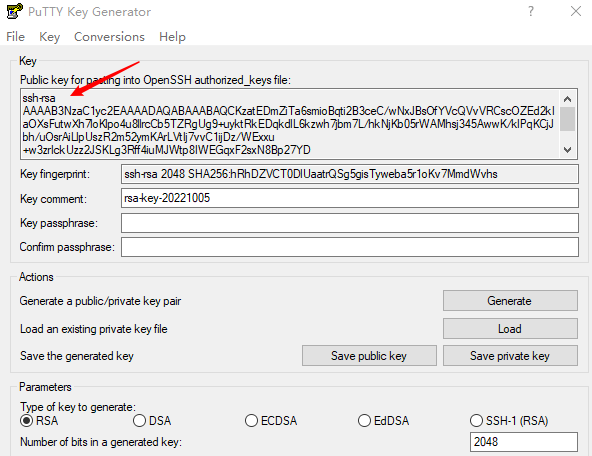 PuTTY Key Generator
File Key Conversions Help
Key
Public key for pasting into OpenSSH authorized_keys file:
ssh-rsa
AAAAB3NzaC1yc2EAAAADAQABAAABAQCKzatEDmZiTa6smioBqti2B3ceC/wNxJBsOfYVcQVvVRCscOZEd2kl
aOXsFutwXh7loKlpo4u8llrcCb5TZRgUg9+uyktRkEDqkdlL6kzwh7jbm7L/hkNjKb05rWAMhsj345AwwK/kIPqKCjJ
bh/uOsrAiLlpUszR2m52ymKArLVtlj7vvC1ijDz/WExxu
+w3zrlckUzz2JSKLg3Rff4iuMJWtp8lWEGqxF2sxN8Bp27YD
Key fingerprint: ssh-rsa 2048 SHA256:hRhDZVCT0DlUaatrQSg5gisTyweba5r1oKv7MmdWvhs
Key comment: rsa-key-20221005
Key passphrase:
Confirm passphrase:
Actions
Generate a public/private key pair Generate
Load an existing private key file Load
Save the generated key Save public key Save private key
Parameters
Type of key to generate:
RSA DSA ECDSA EdDSA SSH-1 (RSA)
Number of bits in a generated key: 2048